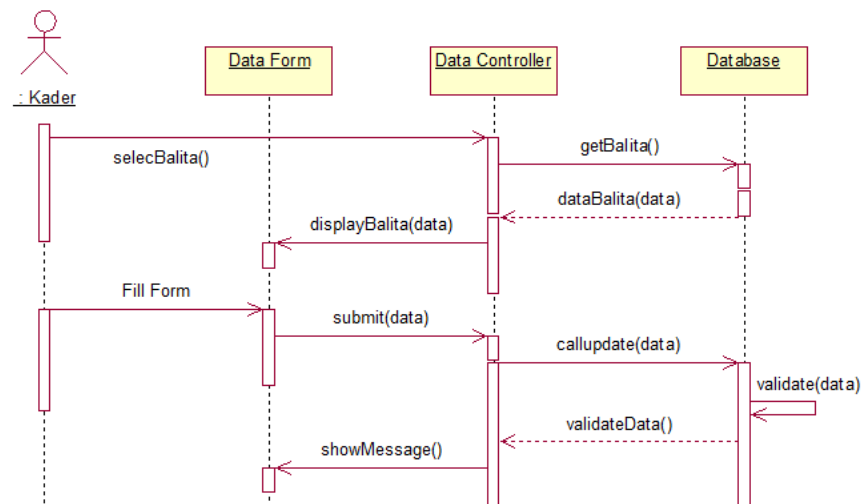 Data Form
Data Controller
Database
: Kader
selecBalita()
getBalita()
dataBalita(data)
displayBalita(data)
Fill Form
submit(data)
callupdate(data)
validate(data)
validateData()
showMessage()